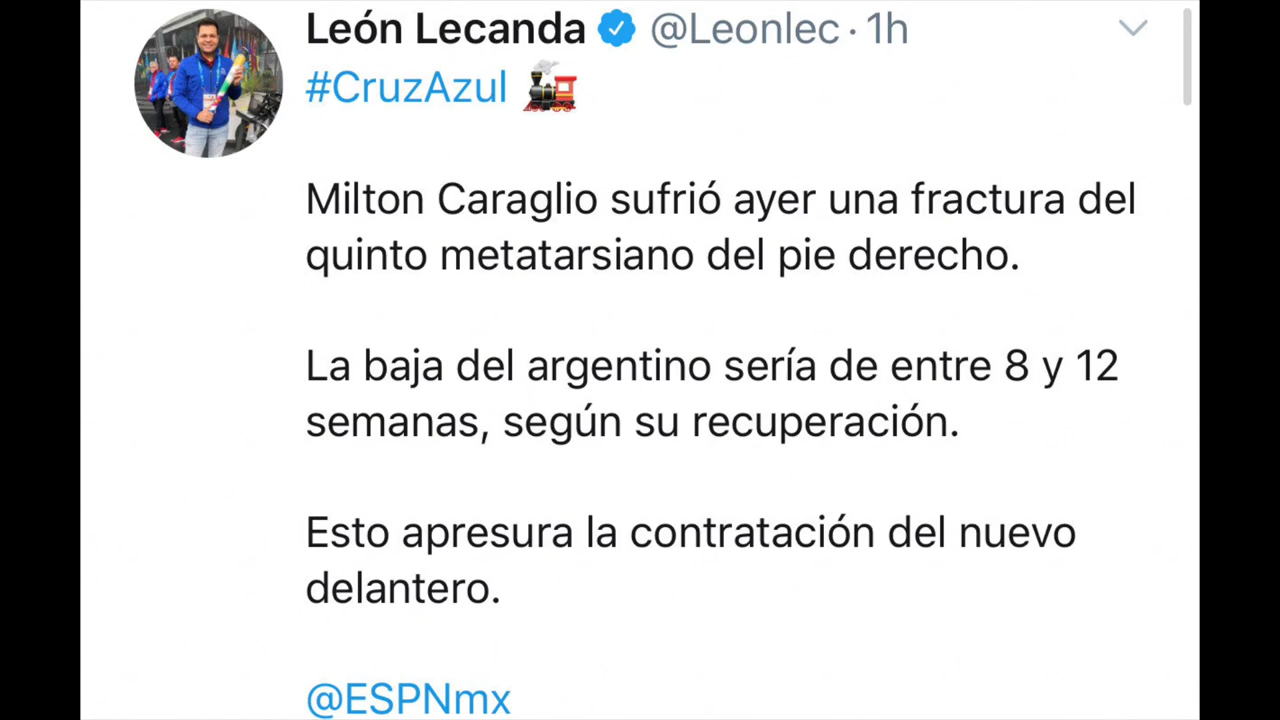 León Lecanda @Leonlec · 1h
#CruzAzul
Milton Caraglio sufrió ayer una fractura del
quinto metatarsiano del pie derecho.
La baja del argentino sería de entre 8 y 12
semanas, según su recuperación.
Esto apresura la contratación del nuevo
delantero.
@ESPNmx